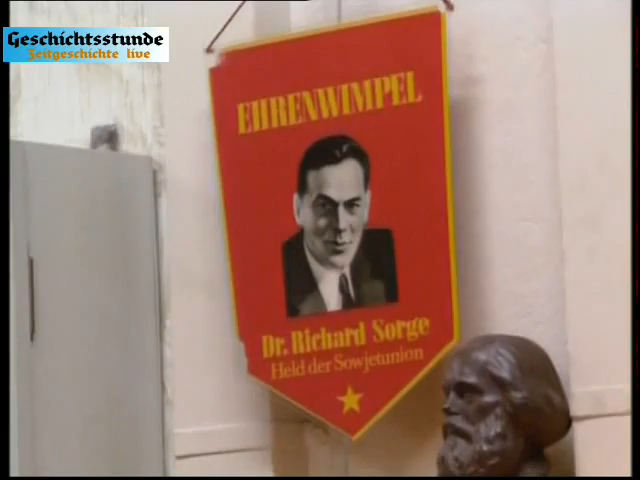 Geschichtsstunde
Zeitgeschichte live
EHRENWIMPEL
Dr. Richard Sorge
Held der Sowjetunion